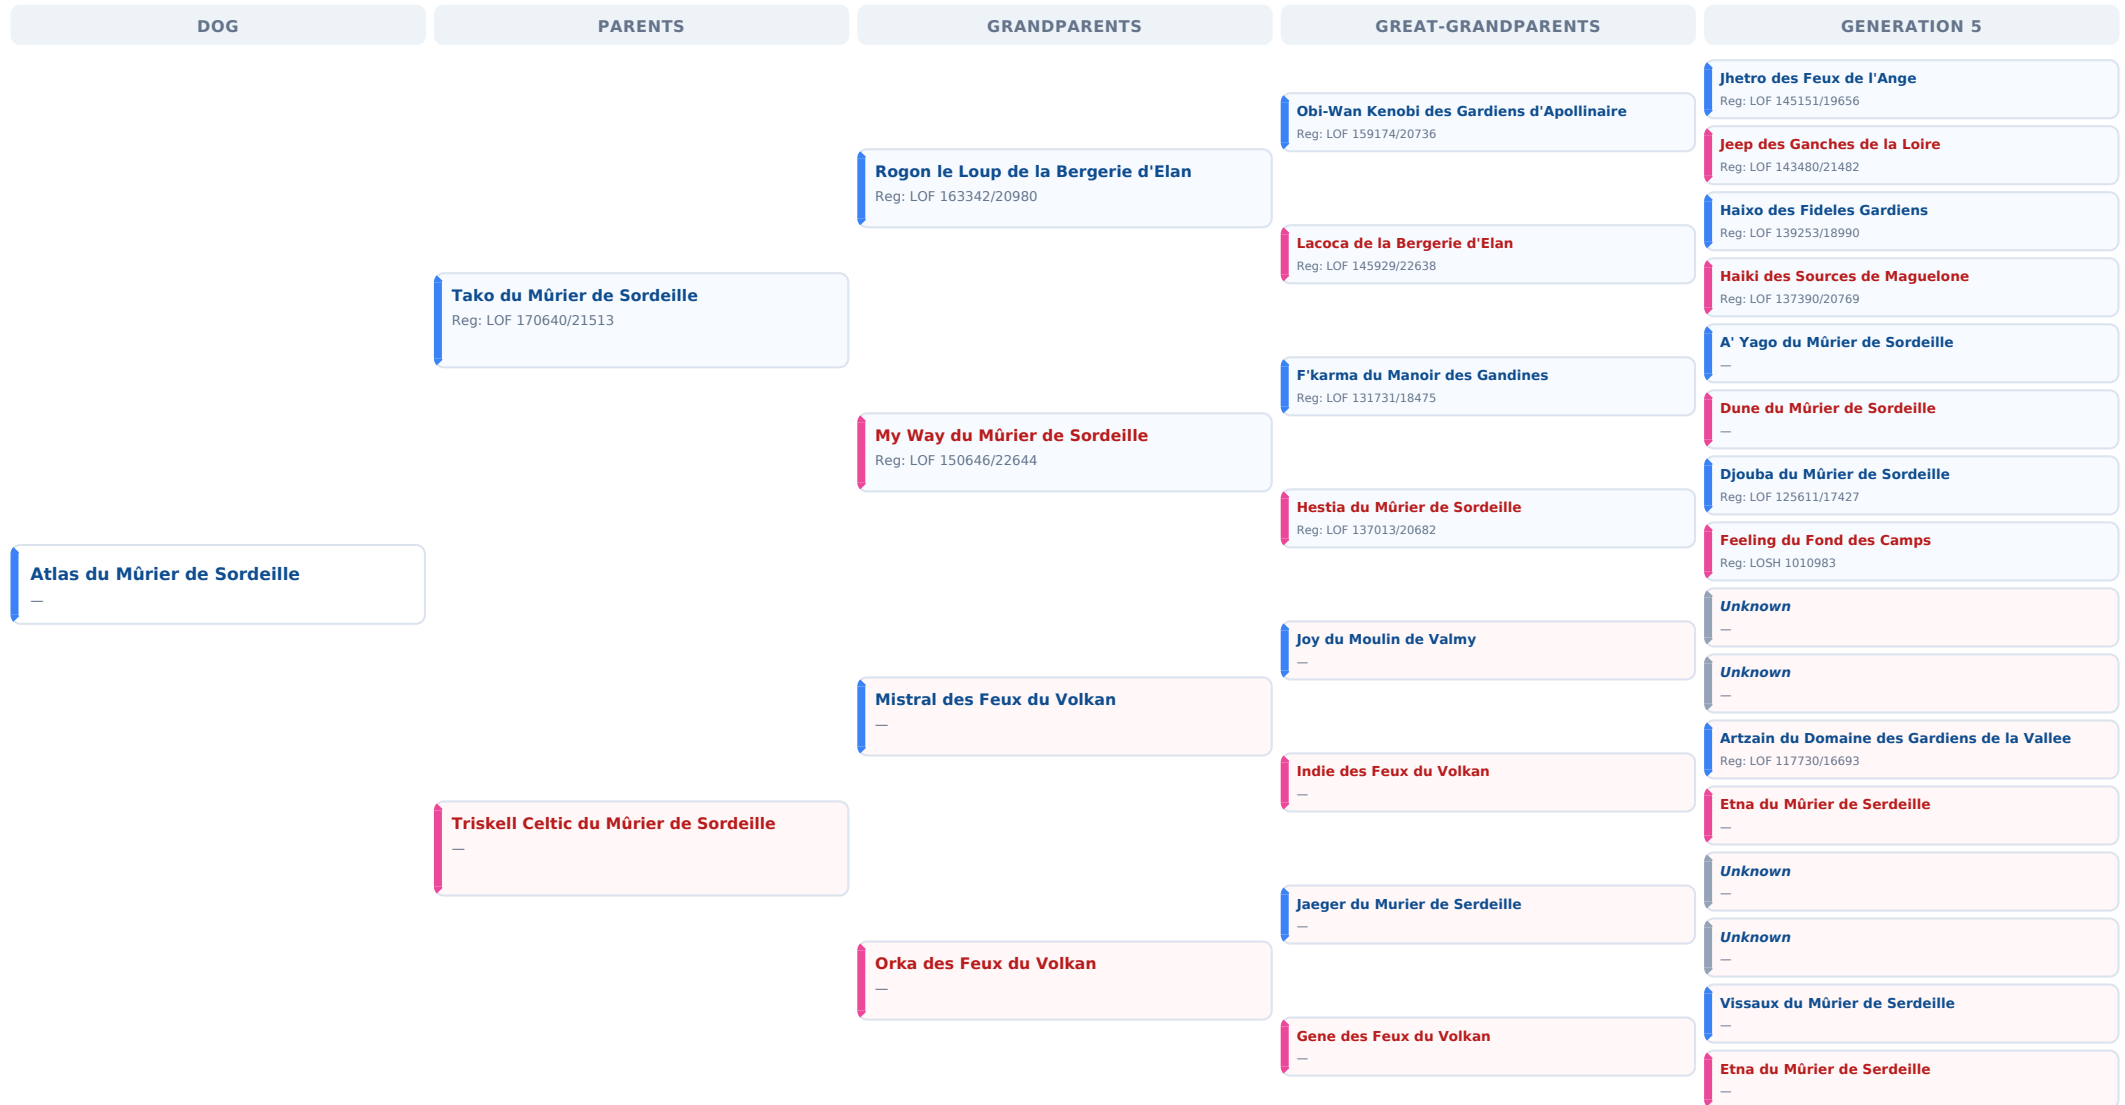 DOG
PARENTS
GRANDPARENTS
GREAT-GRANDPARENTS
GENERATION 5
Atlas du Mûrier de Sordeille
—
Tako du Mûrier de Sordeille
Reg: LOF 170640/21513
Triskell Celtic du Mûrier de Sordeille
—
Rogon le Loup de la Bergerie d'Elan
Reg: LOF 163342/20980
My Way du Mûrier de Sordeille
Reg: LOF 150646/22644
Mistral des Feux du Volkan
—
Orka des Feux du Volkan
—
Obi-Wan Kenobi des Gardiens d'Apollinaire
Reg: LOF 159174/20736
Lacoca de la Bergerie d'Elan
Reg: LOF 145929/22638
F'karma du Manoir des Gandines
Reg: LOF 131731/18475
Hestia du Mûrier de Sordeille
Reg: LOF 137013/20682
Joy du Moulin de Valmy
—
Indie des Feux du Volkan
—
Jaeger du Murier de Serdeille
—
Gene des Feux du Volkan
—
Jhetro des Feux de l'Ange
Reg: LOF 145151/19656
Jeep des Ganches de la Loire
Reg: LOF 143480/21482
Haixo des Fideles Gardiens
Reg: LOF 139253/18990
Haiki des Sources de Maguelone
Reg: LOF 137390/20769
A' Yago du Mûrier de Sordeille
—
Dune du Mûrier de Sordeille
—
Djouba du Mûrier de Sordeille
Reg: LOF 125611/17427
Feeling du Fond des Camps
Reg: LOSH 1010983
Unknown
—
Unknown
—
Artzain du Domaine des Gardiens de la Vallee
Reg: LOF 117730/16693
Etna du Mûrier de Serdeille
—
Unknown
—
Unknown
—
Vissaux du Mûrier de Serdeille
—
Etna du Mûrier de Serdeille
—